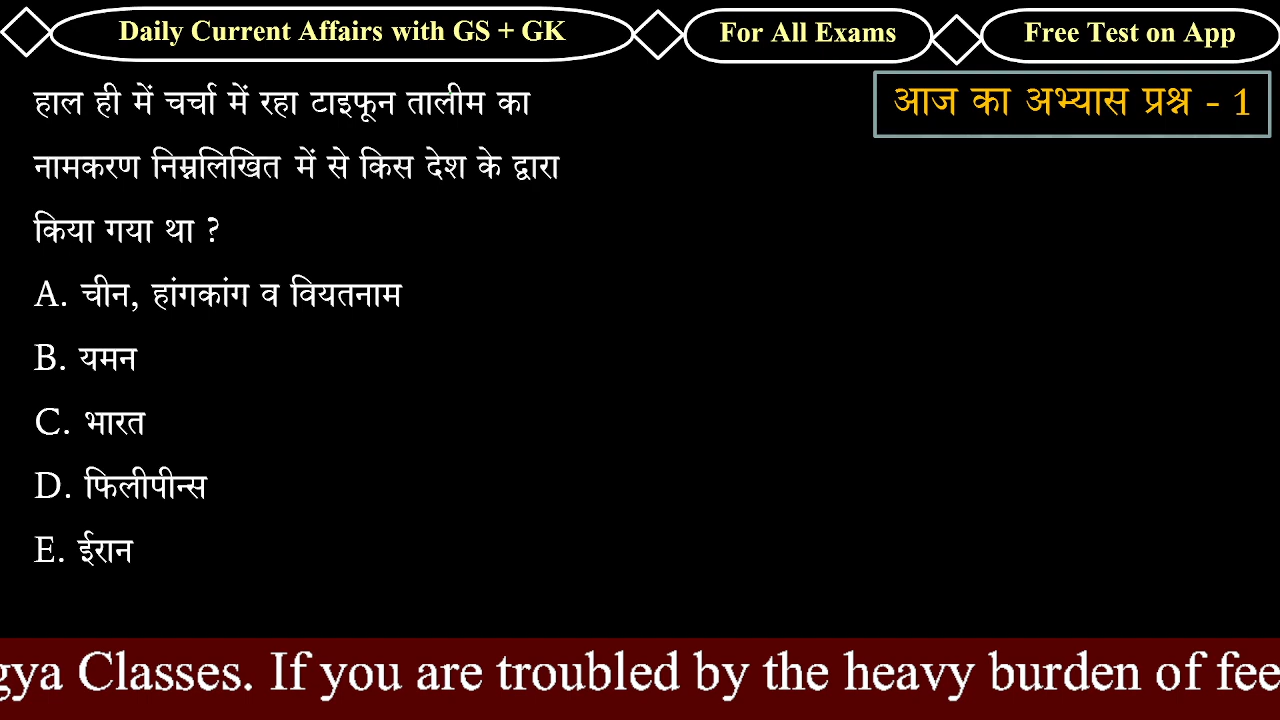 Daily Current Affairs with GS + GK
For All Exams
Free Test on App
आज का अभ्यास प्रश्न - 1
हाल ही में चर्चा में रहा टाइफून तालीम का
नामकरण निम्नलिखित में से किस देश के द्वारा
किया गया था ?
A. चीन, हांगकांग व वियतनाम
B. यमन
C. भारत
D. फिलीपीन्स
E. ईरान
gya Classes. If you are troubled by the heavy burden of fee